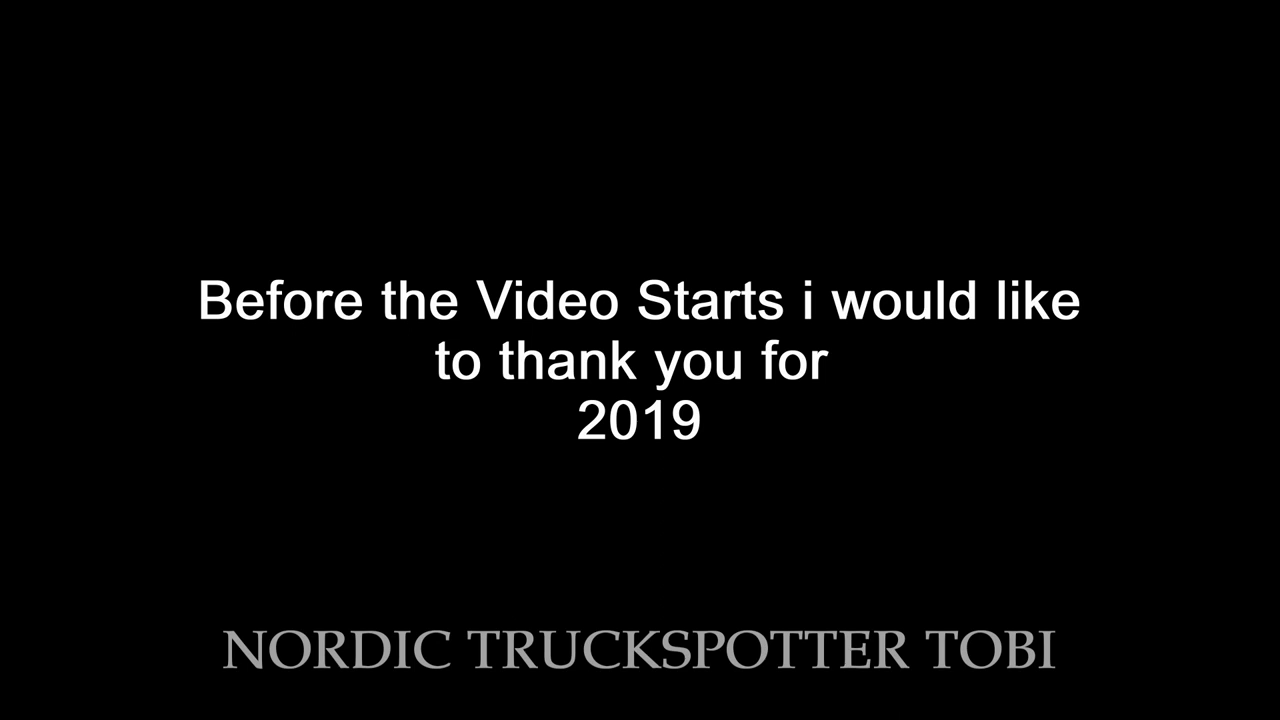 Before the Video Starts i would like
to thank you for
2019
NORDIC TRUCKSPOTTER TOBI